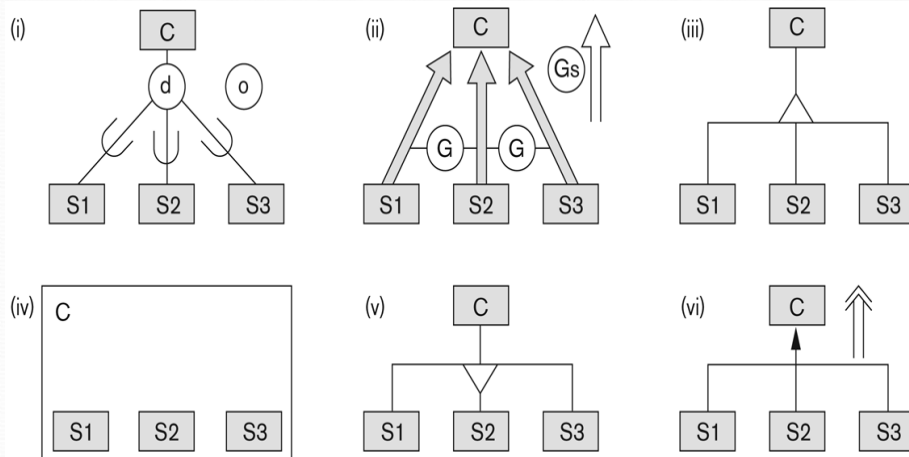 (i) C (ii) C (iii) C
d o Gs
G G
S1 S2 S3 S1 S2 S3 S1 S2 S3
(iv) C (v) C (vi) C
S1 S2 S3 S1 S2 S3 S1 S2 S3